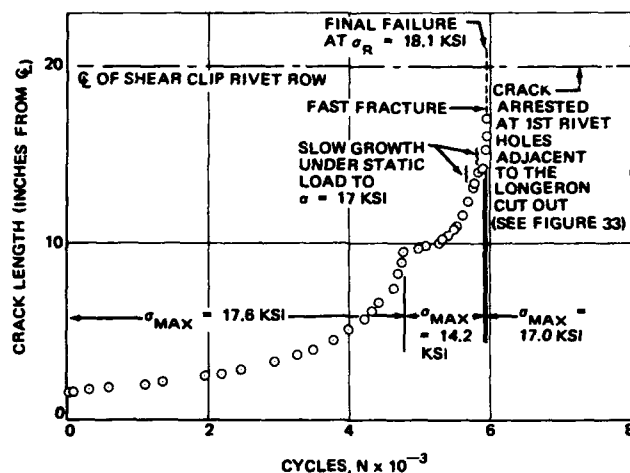 FINAL FAILURE
AT σR = 18.1 KSI
℄ OF SHEAR CLIP RIVET ROW
FAST FRACTURE
CRACK
ARRESTED
AT 1ST RIVET
HOLES
ADJACENT
TO THE
LONGERON
CUT OUT
(SEE FIGURE 33)
SLOW GROWTH
UNDER STATIC
LOAD TO
σ = 17 KSI
σMAX = 17.6 KSI
σMAX
= 14.2
KSI
σMAX =
17.0 KSI
CRACK LENGTH (INCHES FROM ℄)
20
10
0
0
2
4
6
8
CYCLES, N x 10⁻³